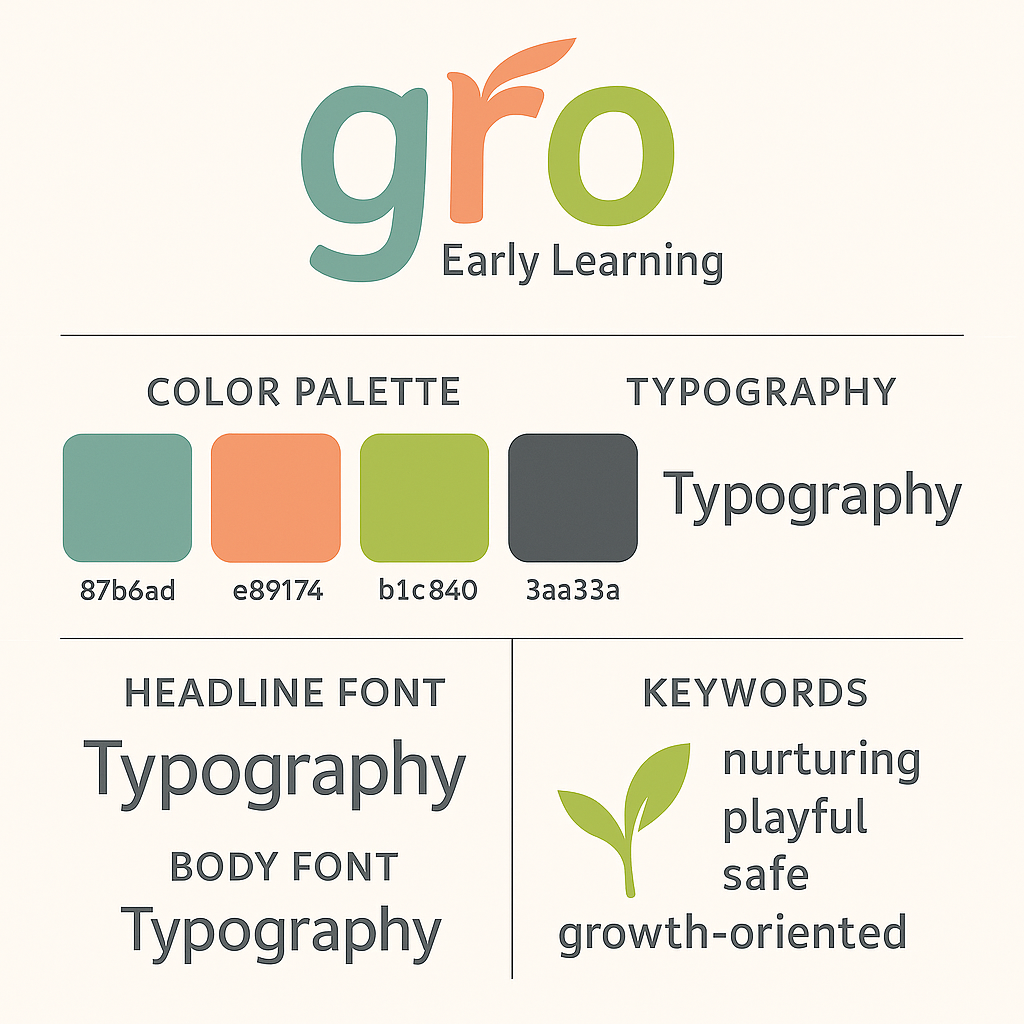 gro
Early Learning
COLOR PALETTE
TYPOGRAPHY
Typography
87b6ad e89174 b1c840 3aa33a
HEADLINE FONT
Typography
BODY FONT
Typography
KEYWORDS
nurturing
playful
safe
growth-oriented